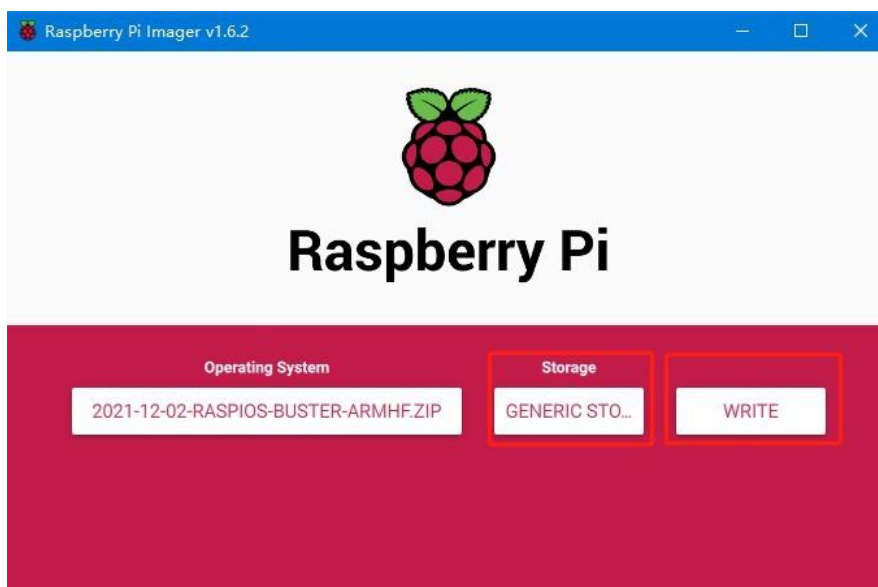 Raspberry Pi Imager v1.6.2
Raspberry Pi
Operating System
Storage
2021-12-02-RASPIOS-BUSTER-ARMHF.ZIP
GENERIC STO...
WRITE